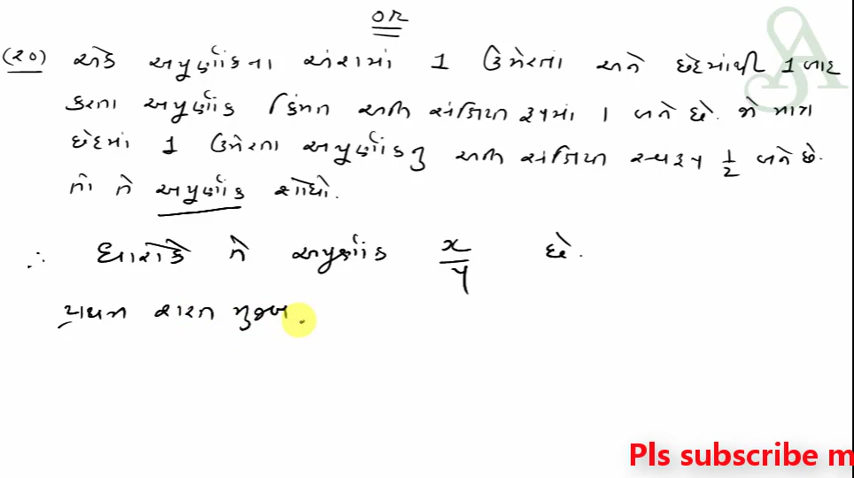 OR
(20) એક અપૂર્ણાંકના અંશમાં 1 ઉમેરતા અને છેદમાંથી 1 બાદ
કરતા અપૂર્ણાંક કિંમત અતિ સંક્ષિપ્ત રૂપમાં 1 બને છે. જો માત્ર
છેદમાં 1 ઉમેરતા અપૂર્ણાંકનુ અતિ સંક્ષિપ્ત સ્વરૂપ 1/2 બને છે.
તો તે અપૂર્ણાંક શોધો.
∴ ધારોકે તે અપૂર્ણાંક x/y છે.
પ્રથમ શરત મુજબ
Pls subscribe m